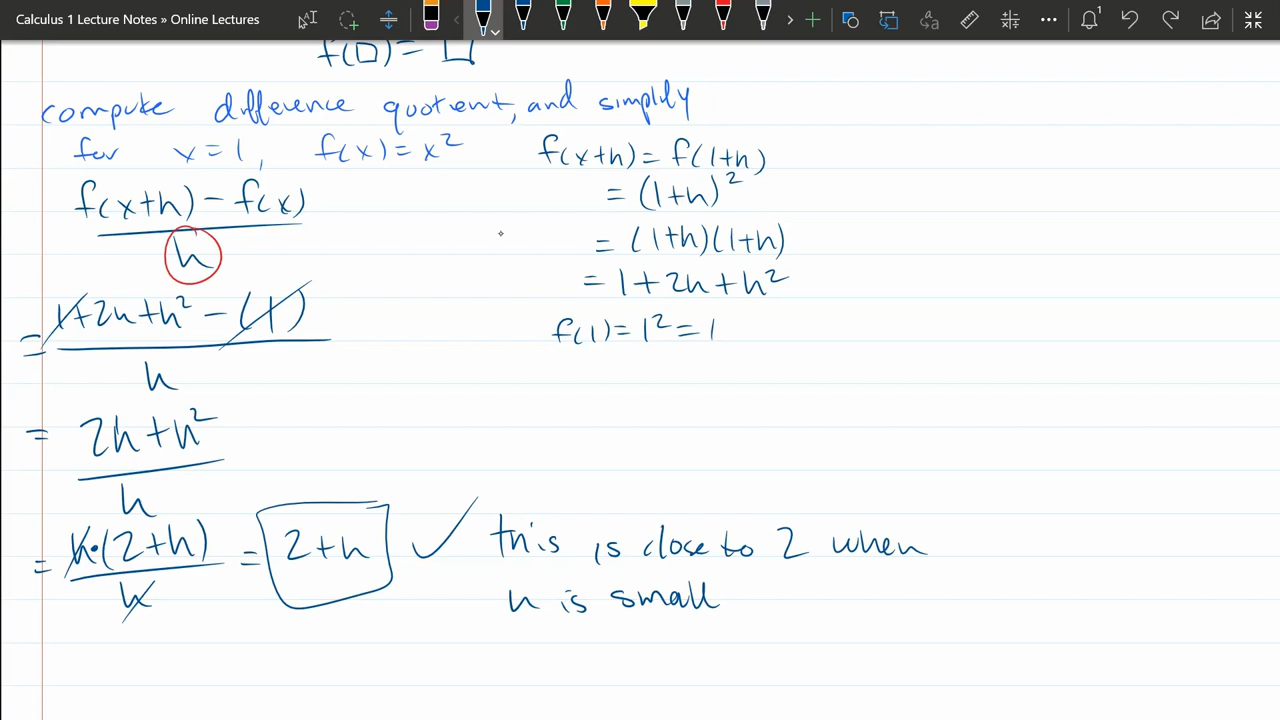 Calculus 1 Lecture Notes » Online Lectures
f(□) = □
compute difference quotient, and simplify
for x = 1, f(x) = x²
f(x+h) = f(1+h)
= (1+h)²
= (1+h)(1+h)
= 1+2h+h²
f(1) = 1² = 1
f(x+h) - f(x)
h
= 1+2h+h² - (1)
h
= 2h+h²
h
= h·(2+h) = 2+h ✓ this is close to 2 when
h
h is small